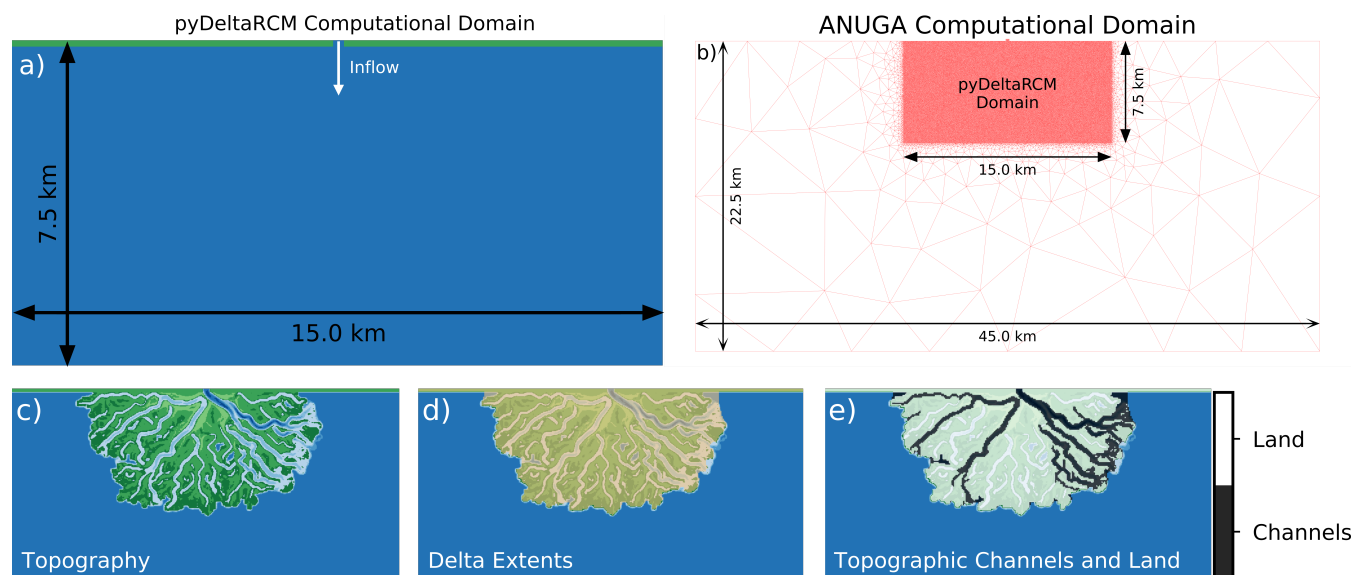 pyDeltaRCM Computational Domain
a)
Inflow
7.5 km
15.0 km
ANUGA Computational Domain
b)
pyDeltaRCM
Domain
7.5 km
15.0 km
22.5 km
45.0 km
c)
Topography
d)
Delta Extents
e)
Topographic Channels and Land
Land
Channels